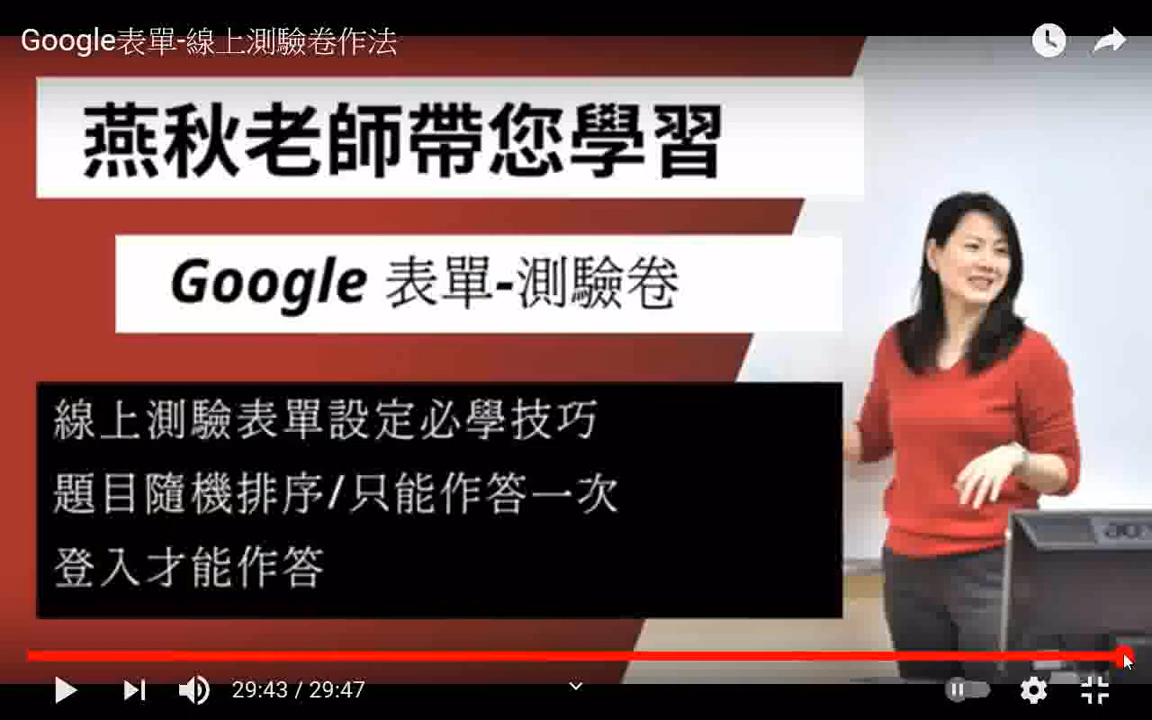 Google表單-線上測驗卷作法
燕秋老師帶您學習
Google 表單-測驗卷
線上測驗表單設定必學技巧
題目隨機排序/只能作答一次
登入才能作答
29:43 / 29:47